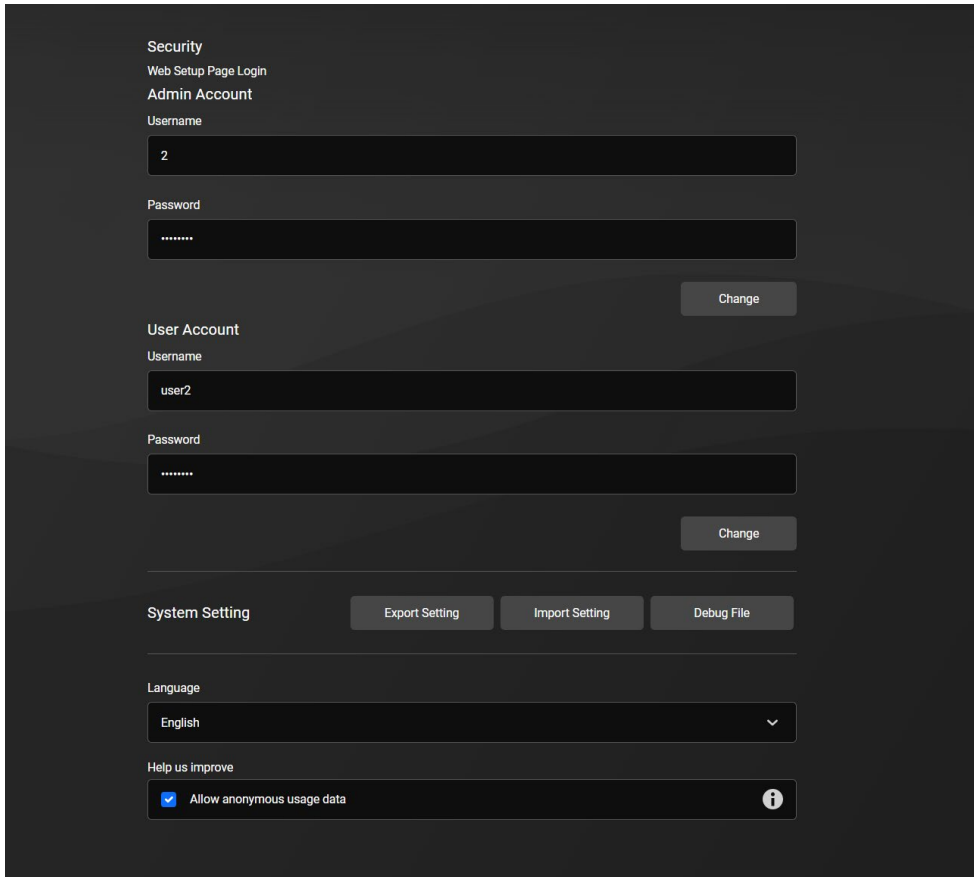 Security
Web Setup Page Login
Admin Account
Username
2
Password
••••••••
Change
User Account
Username
user2
Password
••••••••
Change
System Setting
Export Setting
Import Setting
Debug File
Language
English
Help us improve
Allow anonymous usage data